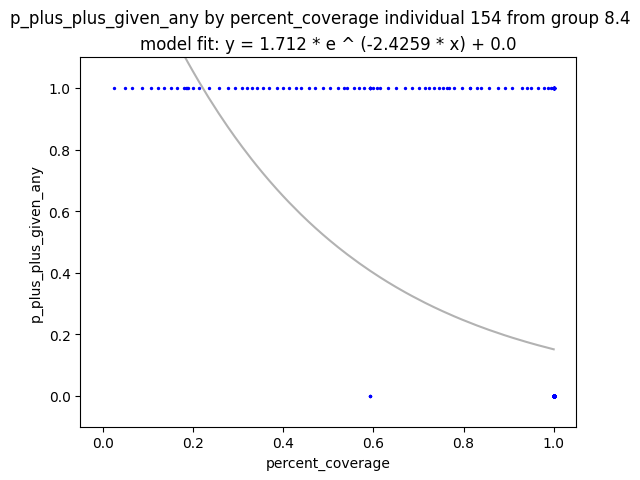 p_plus_plus_given_any by percent_coverage individual 154 from group 8.4
model fit: y = 1.712 * e ^ (-2.4259 * x) + 0.0
1.0
0.8
0.6
0.4
0.2
0.0
p_plus_plus_given_any
0.0 0.2 0.4 0.6 0.8 1.0
percent_coverage